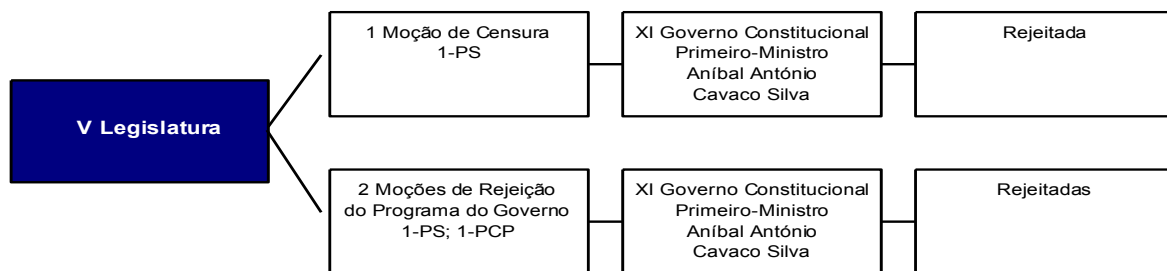 V Legislatura
1 Moção de Censura
1-PS
XI Governo Constitucional
Primeiro-Ministro
Aníbal António
Cavaco Silva
Rejeitada
2 Moções de Rejeição
do Programa do Governo
1-PS; 1-PCP
XI Governo Constitucional
Primeiro-Ministro
Aníbal António
Cavaco Silva
Rejeitadas